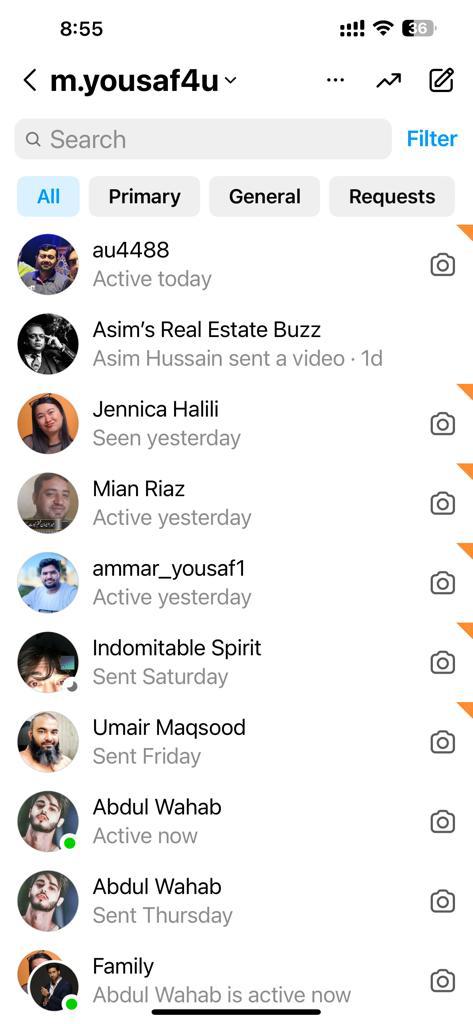 8:55
36
m.yousaf4u
Search
Filter
All
Primary
General
Requests
au4488
Active today
Asim's Real Estate Buzz
Asim Hussain sent a video · 1d
Jennica Halili
Seen yesterday
Mian Riaz
Active yesterday
ammar_yousaf1
Active yesterday
Indomitable Spirit
Sent Saturday
Umair Maqsood
Sent Friday
Abdul Wahab
Active now
Abdul Wahab
Sent Thursday
Family
Abdul Wahab is active now